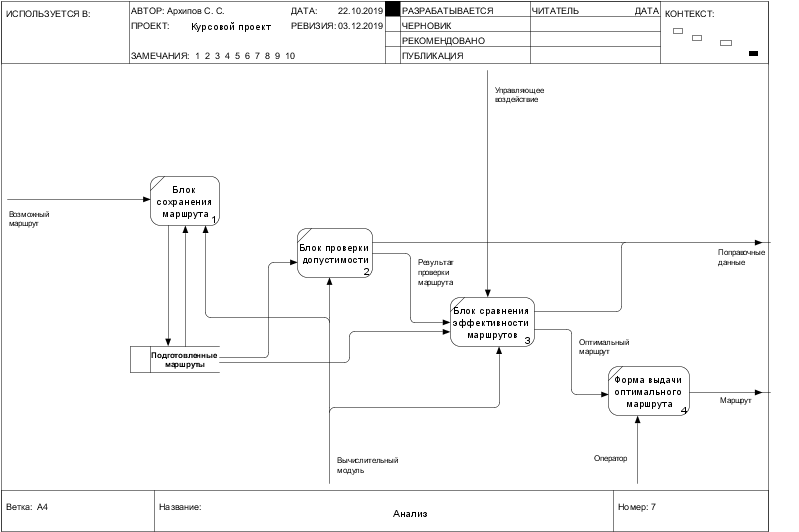 ИСПОЛЬЗУЕТСЯ В:
АВТОР: Архипов С. С.
ДАТА: 22.10.2019
ПРОЕКТ: Курсовой проект
РЕВИЗИЯ: 03.12.2019
ЗАМЕЧАНИЯ: 1 2 3 4 5 6 7 8 9 10
РАЗРАБАТЫВАЕТСЯ
ЧЕРНОВИК
РЕКОМЕНДОВАНО
ПУБЛИКАЦИЯ
ЧИТАТЕЛЬ
ДАТА
КОНТЕКСТ:
Управляющее
воздействие
Возможный
маршрут
Блок
сохранения
маршрута
1
Блок проверки
допустимости
2
Результат
проверки
маршрута
Поправочные
данные
Блок сравнения
эффективности
маршрутов
3
Подготовленные
маршруты
Оптимальный
маршрут
Форма выдачи
оптимального
маршрута
4
Маршрут
Вычислительный
модуль
Оператор
Ветка: A4
Название:
Анализ
Номер: 7